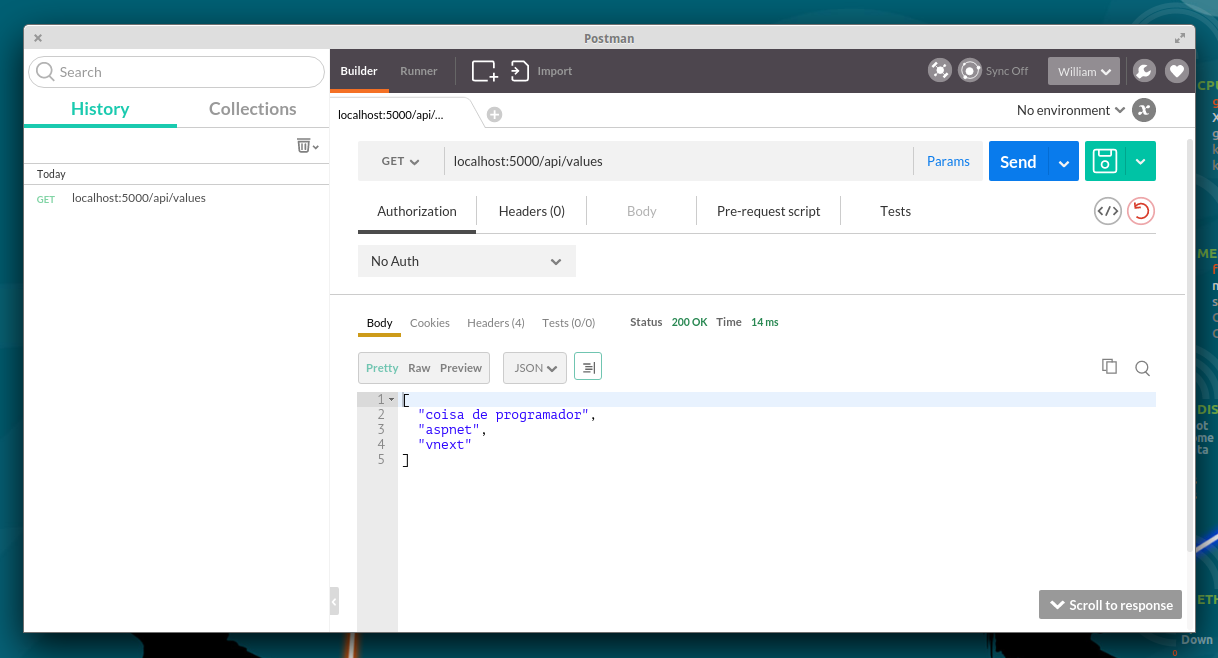 Postman
Search
Builder
Runner
Import
Sync Off
William
History
Collections
localhost:5000/api/...
No environment
x
Today
GET localhost:5000/api/values
GET
localhost:5000/api/values
Params
Send
Authorization
Headers (0)
Body
Pre-request script
Tests
No Auth
Body
Cookies
Headers (4)
Tests (0/0)
Status 200 OK Time 14 ms
Pretty Raw Preview
JSON
1 [
2 "coisa de programador",
3 "aspnet",
4 "vnext"
5 ]
Scroll to response
CPU
DIS
ETH
Down
0